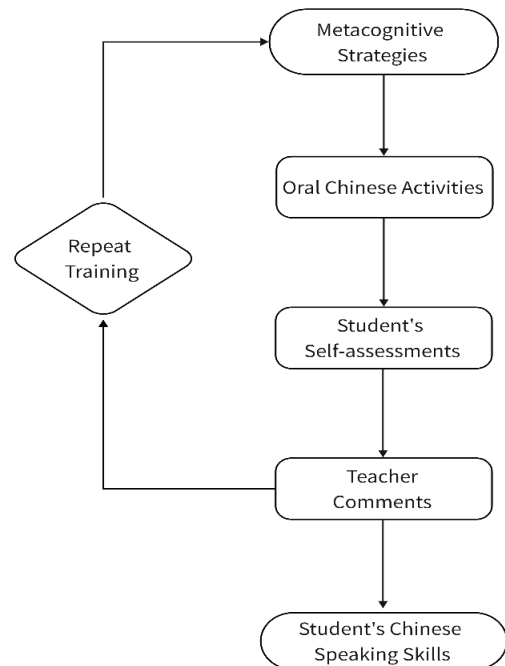 Metacognitive
Strategies
Oral Chinese Activities
Repeat
Training
Student's
Self-assessments
Teacher
Comments
Student's Chinese
Speaking Skills